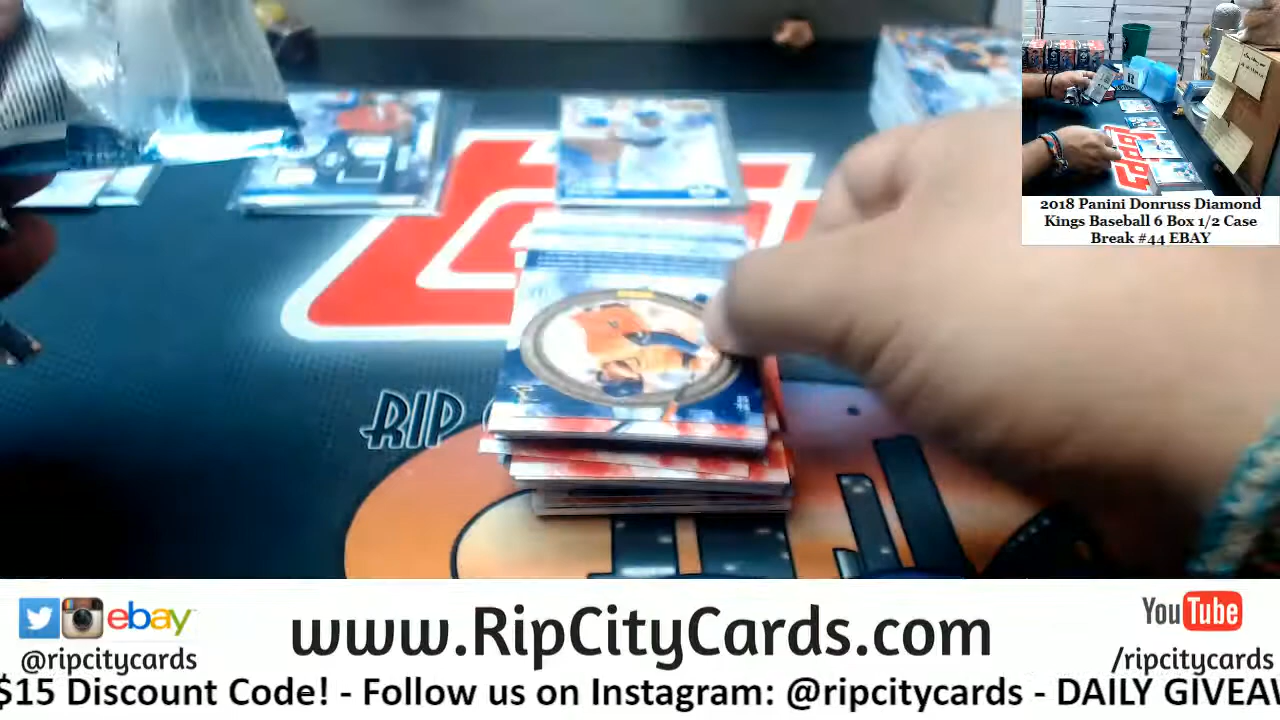 2018 Panini Donruss Diamond
Kings Baseball 6 Box 1/2 Case
Break #44 EBAY
RIP
ebay
www.RipCityCards.com
YouTube
@ripcitycards
/ripcitycards
$15 Discount Code! - Follow us on Instagram: @ripcitycards - DAILY